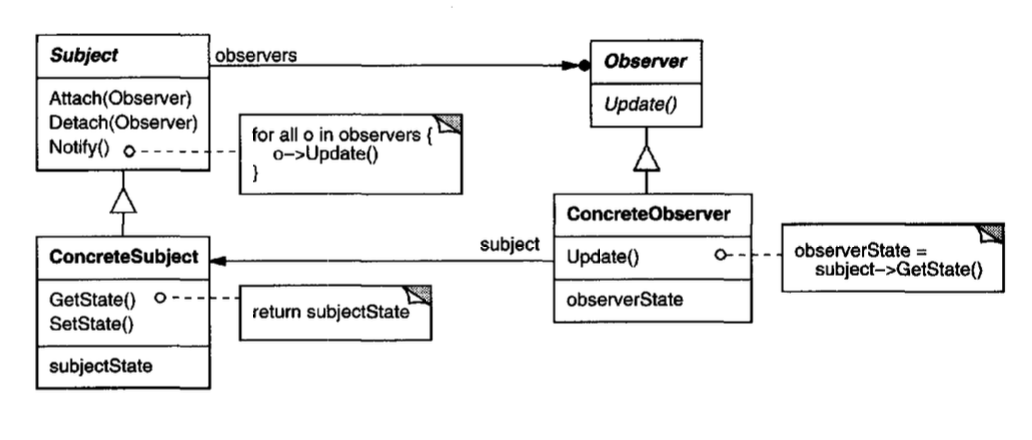 Subject
Attach(Observer)
Detach(Observer)
Notify()
observers
Observer
Update()
for all o in observers {
o->Update()
}
ConcreteSubject
GetState()
SetState()
subjectState
return subjectState
subject
ConcreteObserver
Update()
observerState
observerState =
subject->GetState()